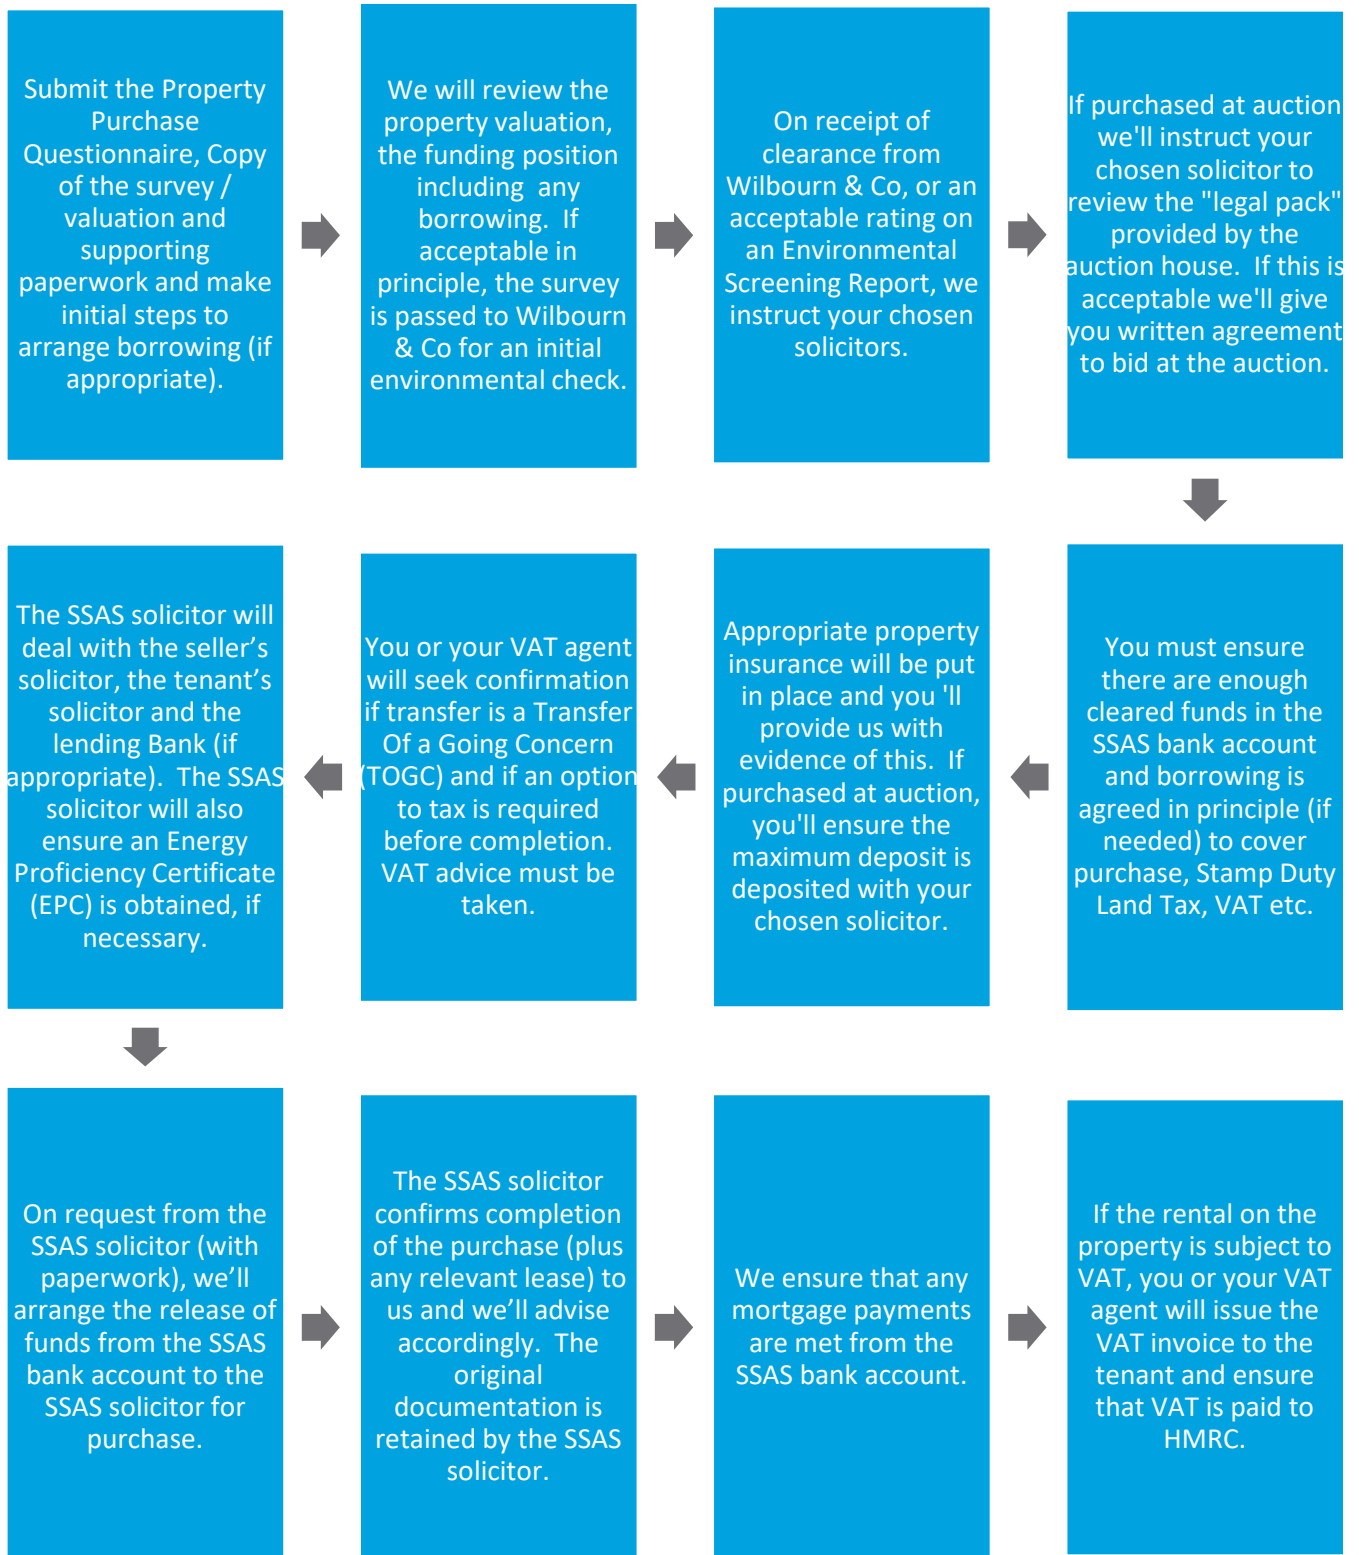 Submit the Property
Purchase
Questionnaire, Copy
of the survey /
valuation and
supporting
paperwork and make
initial steps to
arrange borrowing (if
appropriate).
We will review the
property valuation,
the funding position
including any
borrowing. If
acceptable in
principle, the survey
is passed to Wilbourn
& Co for an initial
environmental check.
On receipt of
clearance from
Wilbourn & Co, or an
acceptable rating on
an Environmental
Screening Report, we
instruct your chosen
solicitors.
If purchased at auction
we'll instruct your
chosen solicitor to
review the "legal pack"
provided by the
auction house. If this is
acceptable we'll give
you written agreement
to bid at the auction.
You must ensure
there are enough
cleared funds in the
SSAS bank account
and borrowing is
agreed in principle (if
needed) to cover
purchase, Stamp Duty
Land Tax, VAT etc.
Appropriate property
insurance will be put
in place and you 'll
provide us with
evidence of this. If
purchased at auction,
you'll ensure the
maximum deposit is
deposited with your
chosen solicitor.
You or your VAT agent
will seek confirmation
if transfer is a Transfer
Of a Going Concern
(TOGC) and if an option
to tax is required
before completion.
VAT advice must be
taken.
The SSAS solicitor will
deal with the seller’s
solicitor, the tenant’s
solicitor and the
lending Bank (if
appropriate). The SSAS
solicitor will also
ensure an Energy
Proficiency Certificate
(EPC) is obtained, if
necessary.
On request from the
SSAS solicitor (with
paperwork), we’ll
arrange the release of
funds from the SSAS
bank account to the
SSAS solicitor for
purchase.
The SSAS solicitor
confirms completion
of the purchase (plus
any relevant lease) to
us and we’ll advise
accordingly. The
original
documentation is
retained by the SSAS
solicitor.
We ensure that any
mortgage payments
are met from the
SSAS bank account.
If the rental on the
property is subject to
VAT, you or your VAT
agent will issue the
VAT invoice to the
tenant and ensure
that VAT is paid to
HMRC.